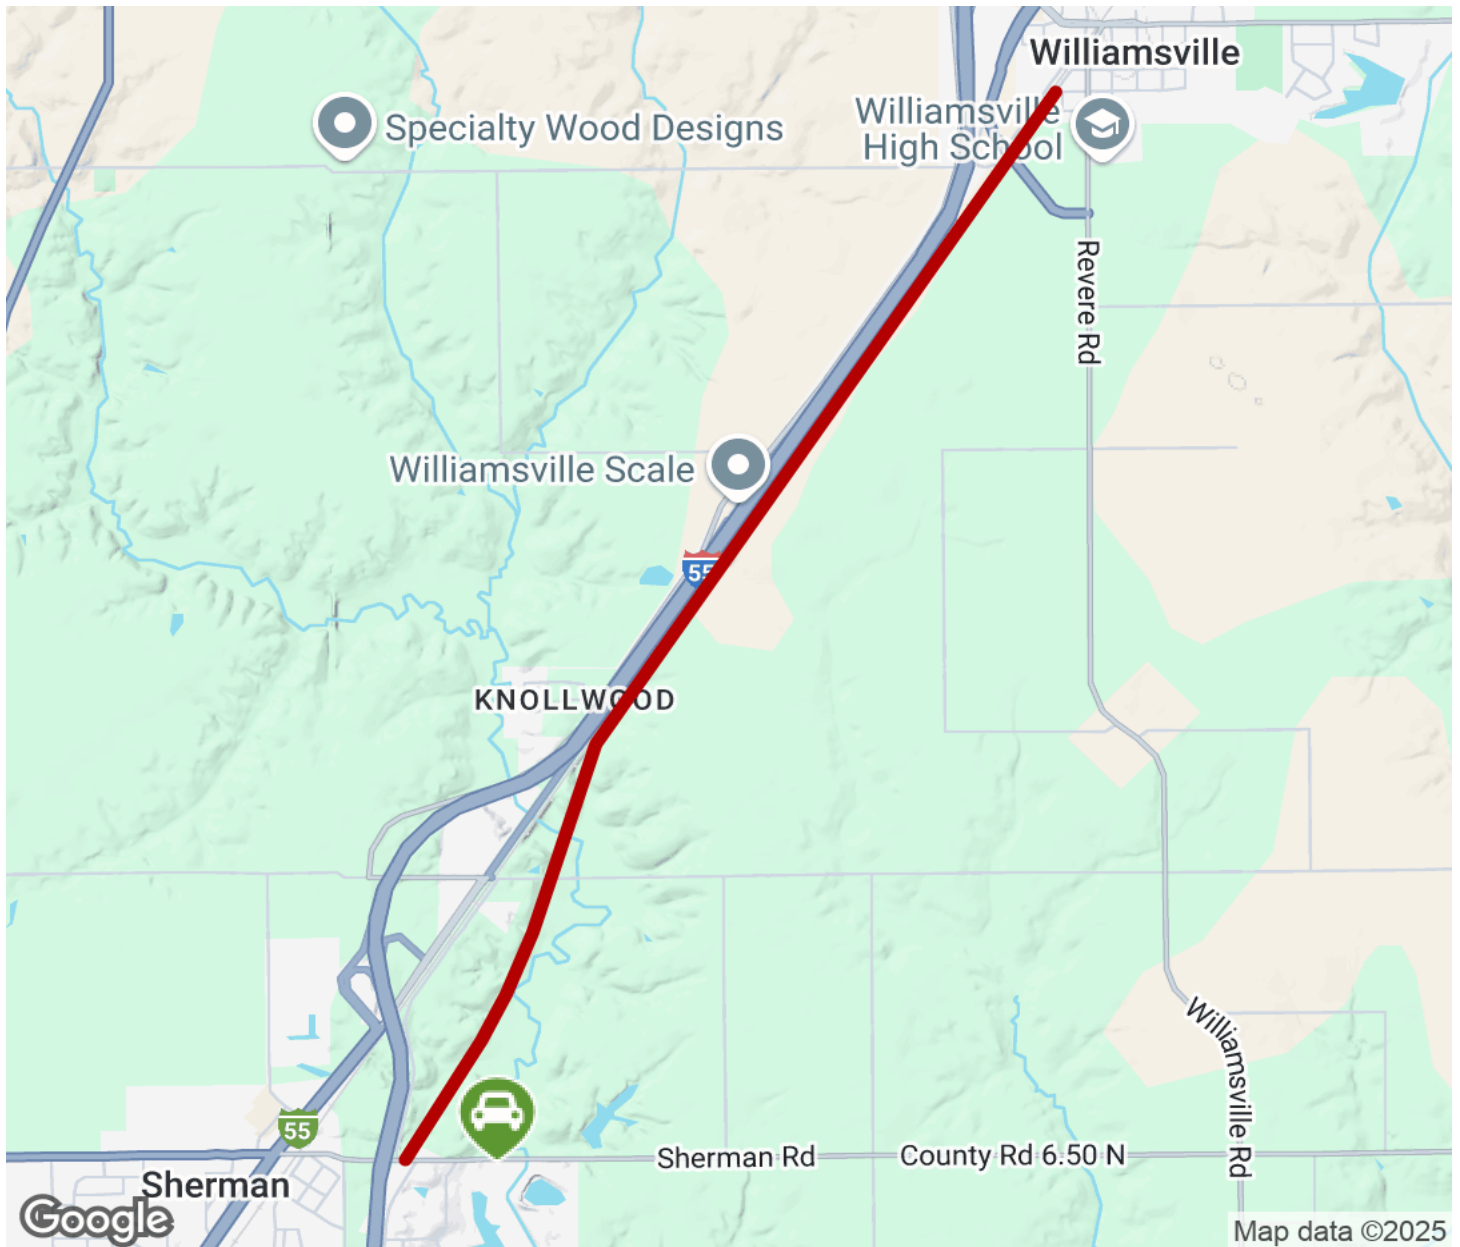 Williamsville
Specialty Wood Designs
Williamsville
High School
Revere Rd
Williamsville Scale
55
KNOLLWOOD
Williamsville Rd
55
Sherman Rd
County Rd 6.50 N
Sherman
Google
Map data ©2025